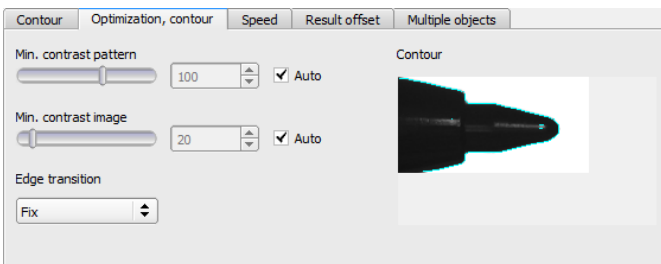 Contour Optimization, contour Speed Result offset Multiple objects
Min. contrast pattern
100 Auto
Min. contrast image
20 Auto
Edge transition
Fix
Contour